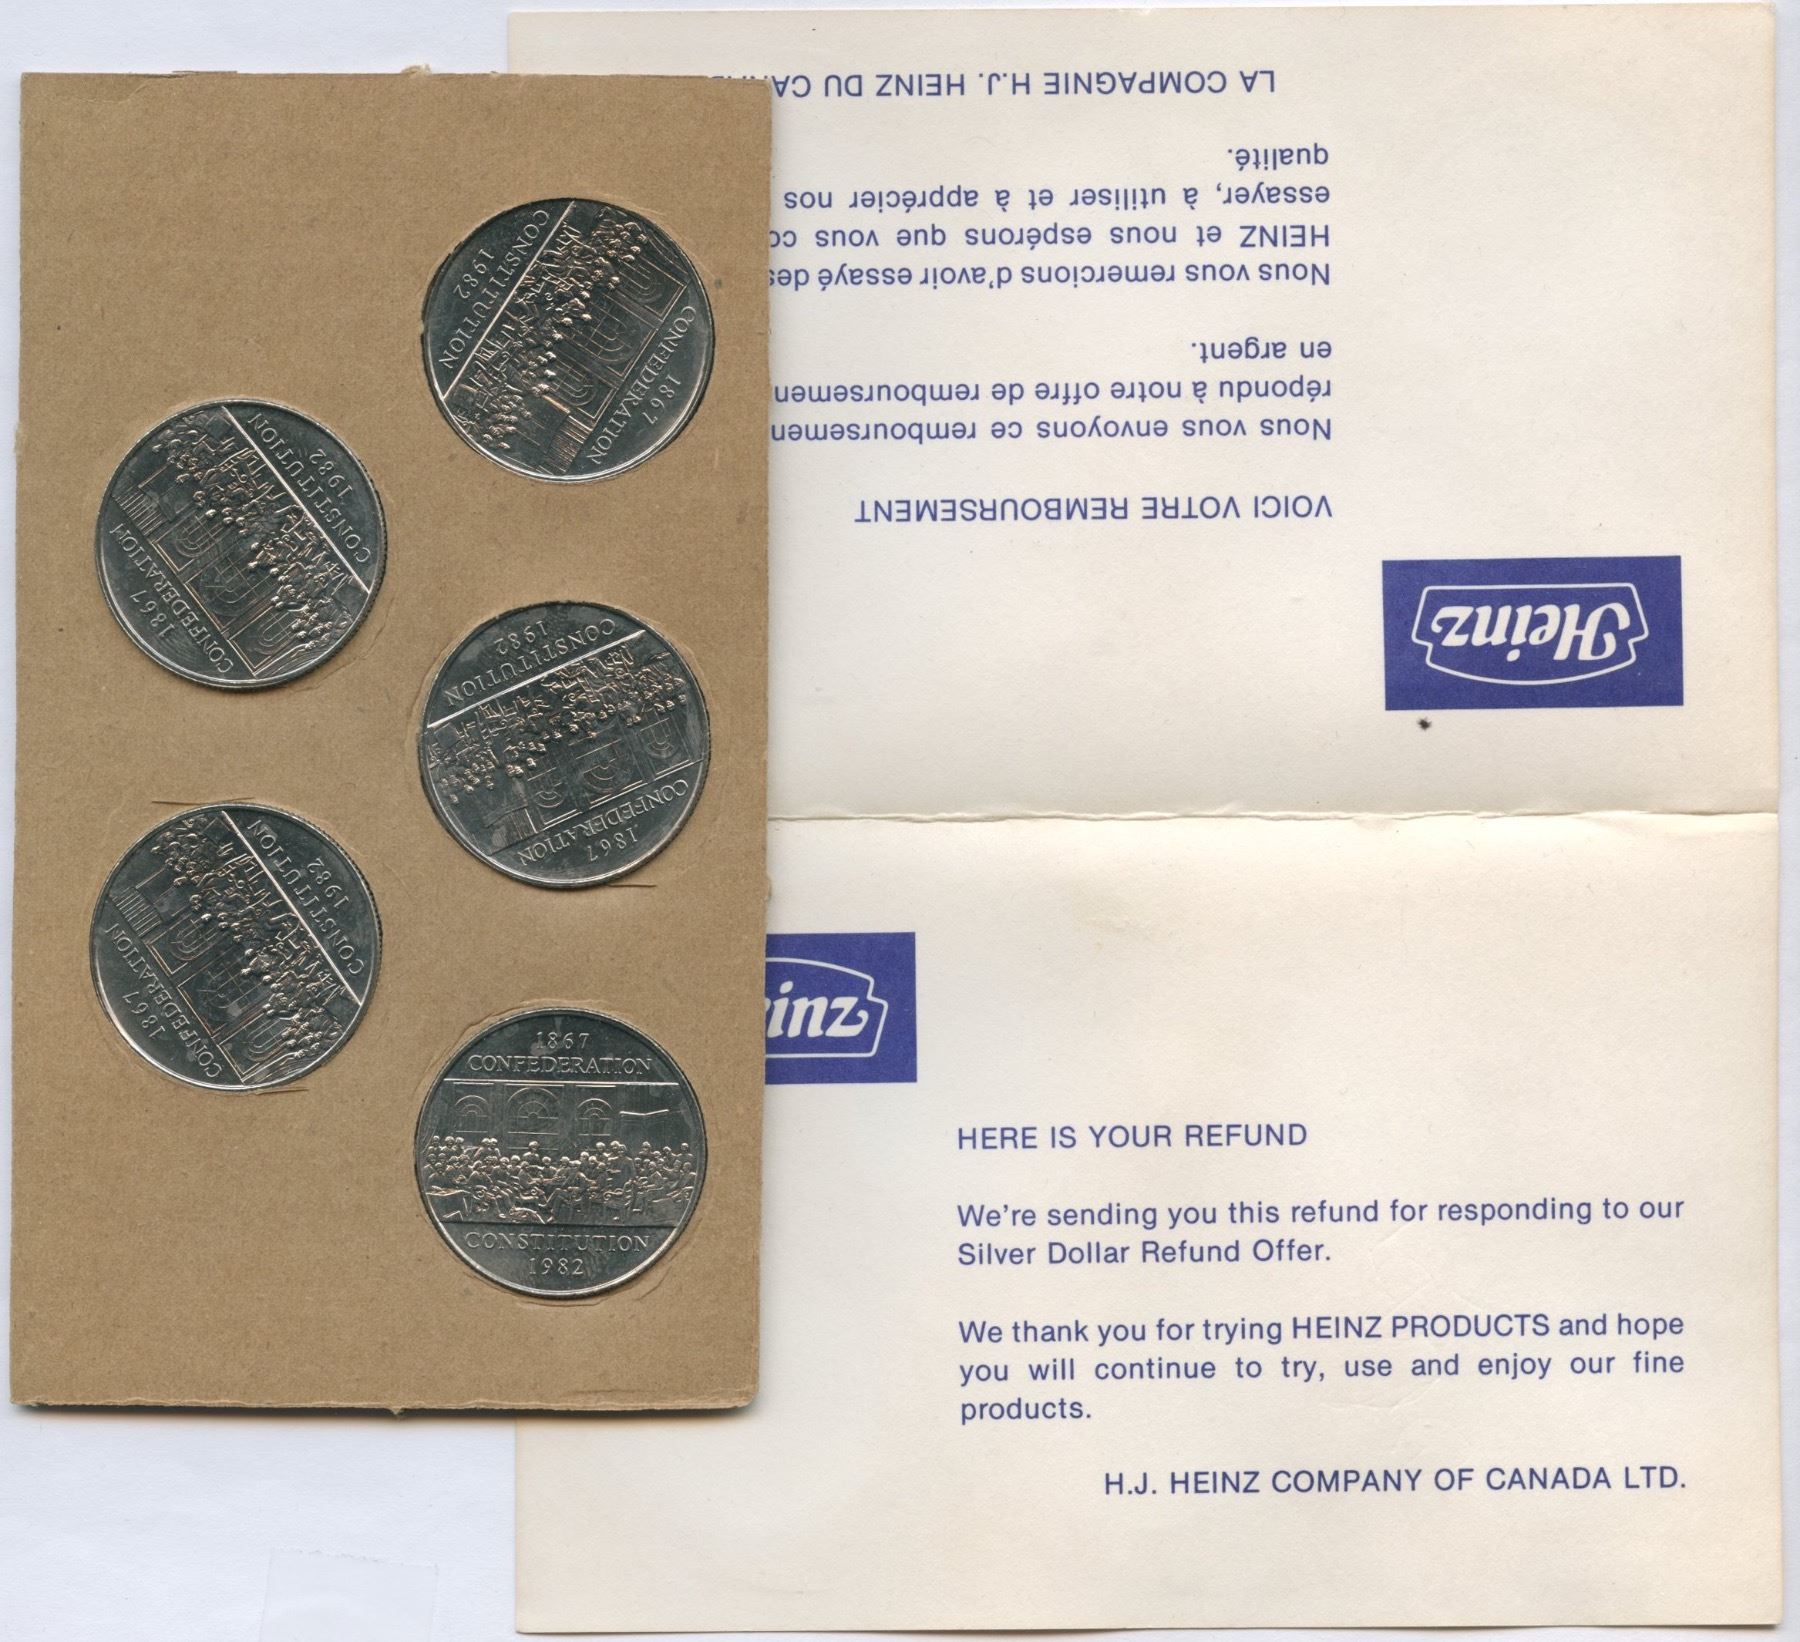 LA COMPAGNIE H.J. HEINZ DU
qualité.
essayer, à utiliser et à apprécier nos
HEINZ et nous espérons que vous
Nous vous remercions d'avoir essayé
en argent.
répondu à notre offre de
Nous vous envoyons ce
VOICI VOTRE REMBOURSEMENT
Heinz
CONSTITUTION
1982
1867
CONFEDERATION
CONSTITUTION
1982
1867
CONFEDERATION
1982
CONSTITUTION
CONFEDERATION
1867
CONSTITUTION
1982
1867
CONFEDERATION
1867
CONFEDERATION
CONSTITUTION
1982
inz
HERE IS YOUR REFUND
We're sending you this refund for responding to our
Silver Dollar Refund Offer.
We thank you for trying HEINZ PRODUCTS and hope
you will continue to try, use and enjoy our fine
products.
H.J. HEINZ COMPANY OF CANADA LTD.